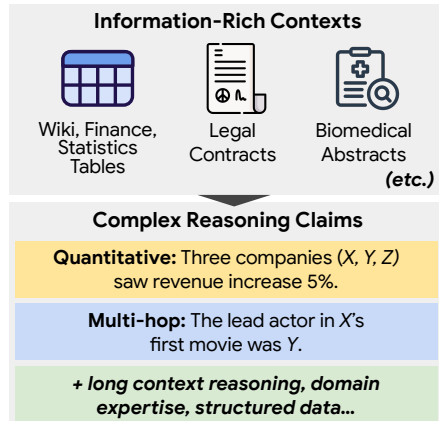 Information-Rich Contexts
Wiki, Finance,
Statistics
Tables
Legal
Contracts
Biomedical
Abstracts
(etc.)
Complex Reasoning Claims
Quantitative: Three companies (X, Y, Z)
saw revenue increase 5%.
Multi-hop: The lead actor in X's
first movie was Y.
+ long context reasoning, domain
expertise, structured data...